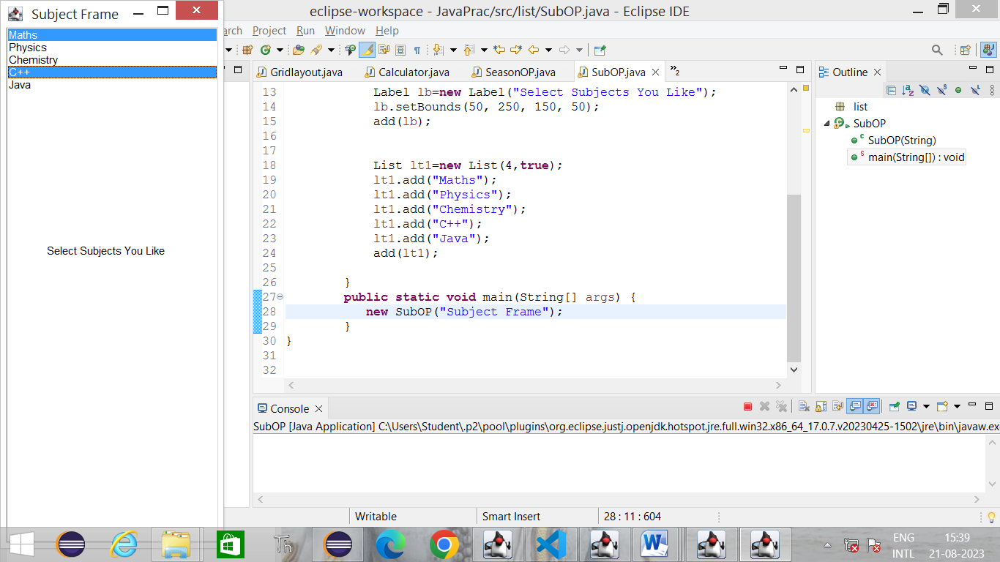 Subject Frame
eclipse-workspace - JavaPrac/src/list/SubOP.java - Eclipse IDE
arch Project Run Window Help
Maths
Physics
Chemistry
C++
Java
Select Subjects You Like
Gridlayout.java Calculator.java SeasonOP.java SubOP.java 2
13 Label lb=new Label("Select Subjects You Like");
14 lb.setBounds(50, 250, 150, 50);
15 add(lb);
16
17
18 List lt1=new List(4,true);
19 lt1.add("Maths");
20 lt1.add("Physics");
21 lt1.add("Chemistry");
22 lt1.add("C++");
23 lt1.add("Java");
24 add(lt1);
25
26 }
27 public static void main(String[] args) {
28 new SubOP("Subject Frame");
29 }
30 }
31
32
Outline
list
SubOP
SubOP(String)
main(String[]) : void
Console
SubOP [Java Application] C:\Users\Student\.p2\pool\plugins\org.eclipse.justj.openjdk.hotspot.jre.full.win32.x86_64_17.0.7.v20230425-1502\jre\bin\javaw.ex
Writable Smart Insert 28 : 11 : 604
Th
ENG 15:39
INTL 21-08-2023